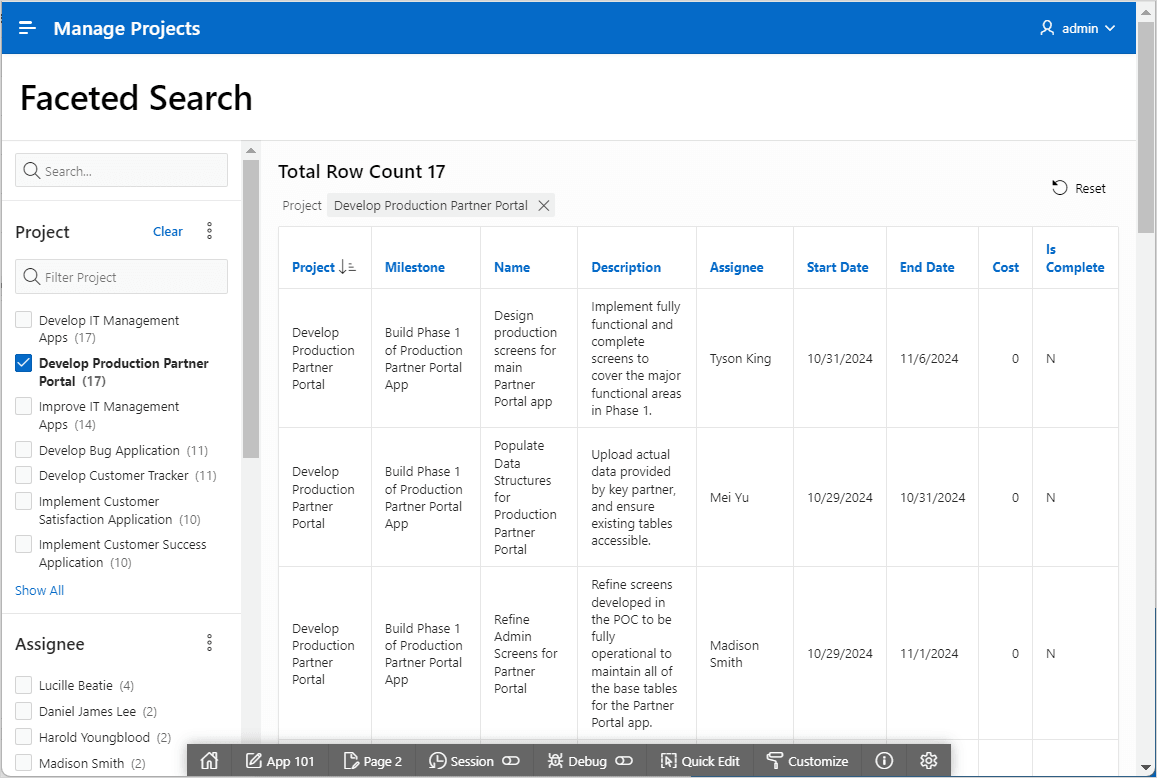 Manage Projects
admin
Faceted Search
Search...
Project Clear
Filter Project
Develop IT Management
Apps (17)
Develop Production Partner
Portal (17)
Improve IT Management
Apps (14)
Develop Bug Application (11)
Develop Customer Tracker (11)
Implement Customer
Satisfaction Application (10)
Implement Customer Success
Application (10)
Show All
Assignee
Lucille Beatie (4)
Daniel James Lee (2)
Harold Youngblood (2)
Madison Smith (2)
Total Row Count 17
Reset
Project Develop Production Partner Portal
Project
Milestone
Name
Description
Assignee
Start Date
End Date
Cost
Is
Complete
Develop
Production
Partner
Portal
Build Phase 1
of Production
Partner Portal
App
Design
production
screens for
main
Partner
Portal app
Implement fully
functional and
complete
screens to
cover the major
functional areas
in Phase 1.
Tyson King
10/31/2024
11/6/2024
0
N
Develop
Production
Partner
Portal
Build Phase 1
of Production
Partner Portal
App
Populate
Data
Structures
for
Production
Partner
Portal
Upload actual
data provided
by key partner,
and ensure
existing tables
accessible.
Mei Yu
10/29/2024
10/31/2024
0
N
Develop
Production
Partner
Portal
Build Phase 1
of Production
Partner Portal
App
Refine
Admin
Screens for
Partner
Portal
Refine screens
developed in
the POC to be
fully
operational to
maintain all of
the base tables
for the Partner
Portal app.
Madison
Smith
10/29/2024
11/1/2024
0
N
App 101
Page 2
Session
Debug
Quick Edit
Customize